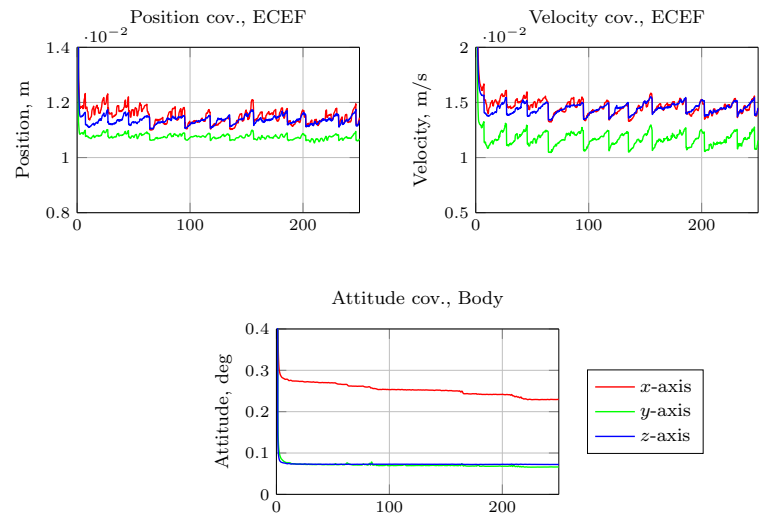 Position cov., ECEF
·10⁻²
1.4
1.2
1
0.8
Position, m
0
100
200
Velocity cov., ECEF
·10⁻²
2
1.5
1
0.5
Velocity, m/s
0
100
200
Attitude cov., Body
0.4
0.3
0.2
0.1
0
Attitude, deg
0
100
200
x-axis
y-axis
z-axis